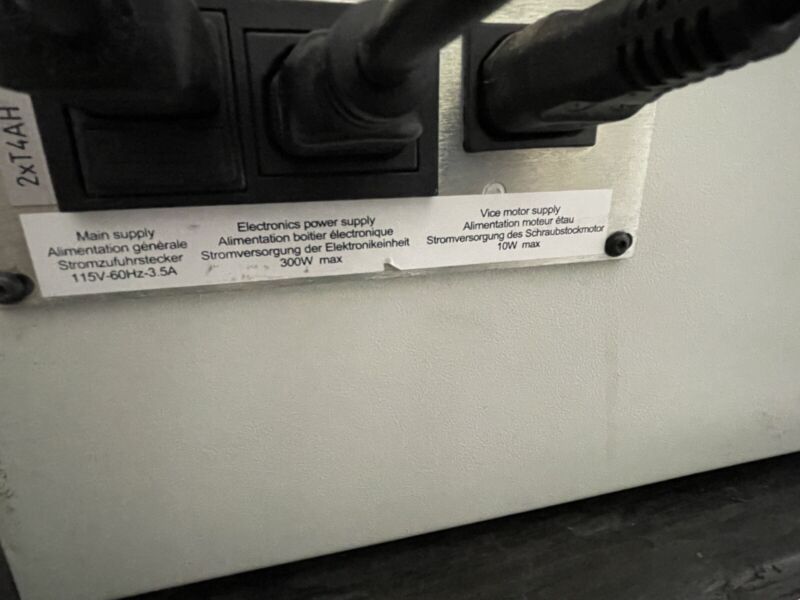 2xT4AH
Main supply
Alimentation générale
Stromzufuhrstecker
115V-60Hz-3.5A
Electronics power supply
Alimentation boitier électronique
Stromversorgung der Elektronikeinheit
300W max
Vice motor supply
Alimentation moteur étau
Stromversorgung des Schraubstockmotor
10W max